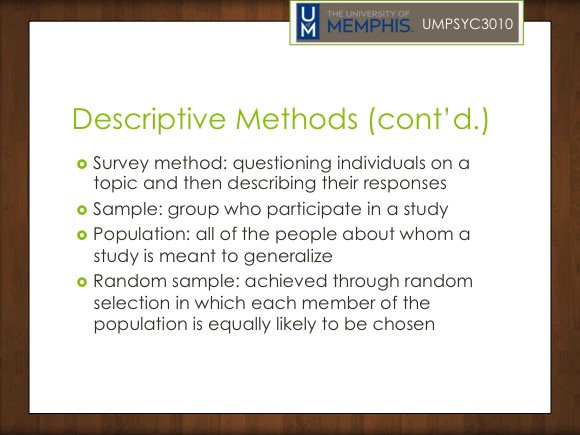 THE UNIVERSITY OF
UM MEMPHIS. UMPSYC3010
Descriptive Methods (cont’d.)
Survey method: questioning individuals on a
topic and then describing their responses
Sample: group who participate in a study
Population: all of the people about whom a
study is meant to generalize
Random sample: achieved through random
selection in which each member of the
population is equally likely to be chosen